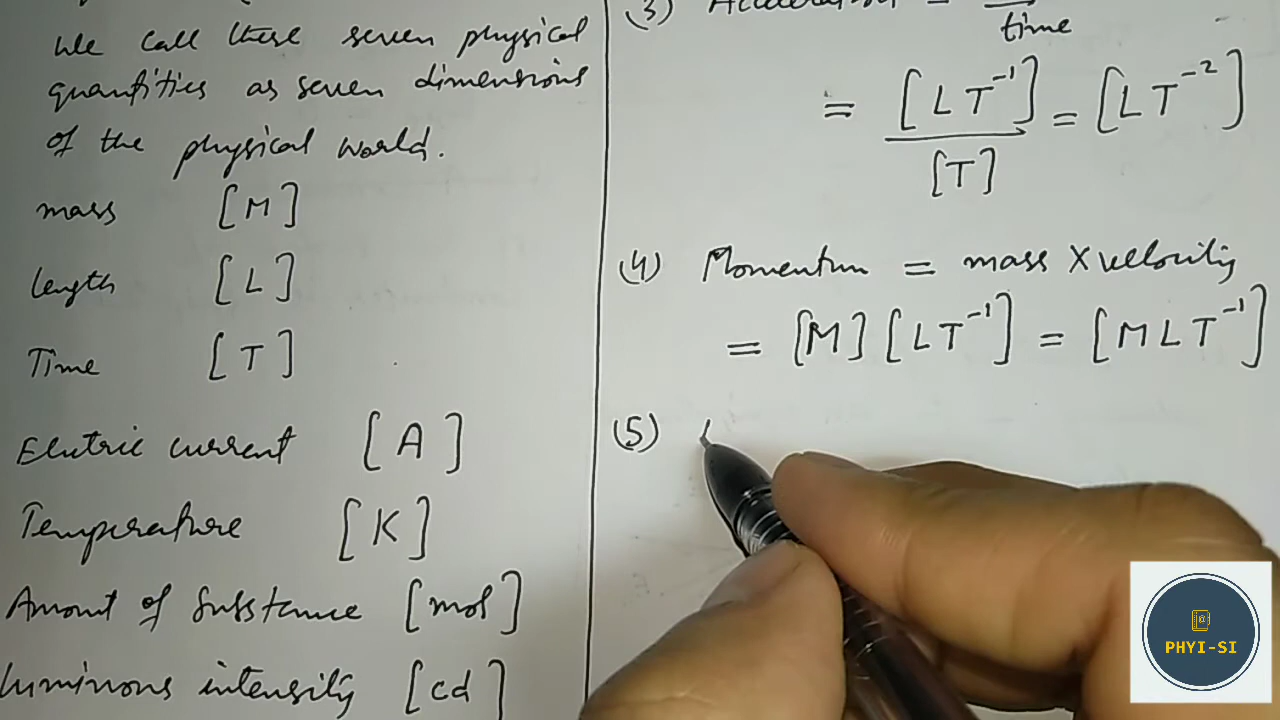 We call these seven physical
quantities as seven dimensions
of the physical world.
mass [M]
length [L]
Time [T]
Electric current [A]
Temperature [K]
Amount of Substance [mol]
Luminous intensity [cd]
(3) Acceleration =
time
= [LT⁻¹] / [T] = [LT⁻²]
(4) Momentum = mass X velocity
= [M] [LT⁻¹] = [MLT⁻¹]
(5)
PHYI-SI